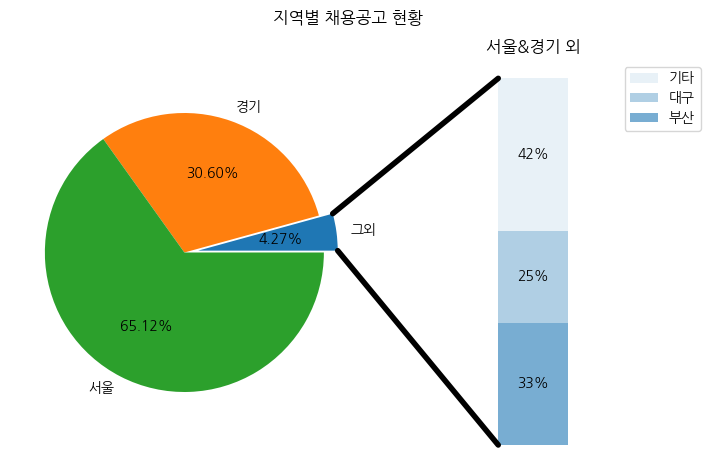 지역별 채용공고 현황
서울&경기 외
기타
대구
부산
경기
30.60%
그외
4.27%
65.12%
서울
42%
25%
33%